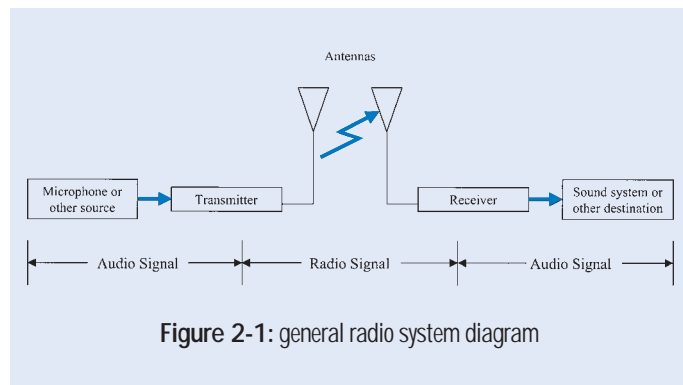 Antennas
Microphone or
other source
Transmitter
Receiver
Sound system or
other destination
Audio Signal
Radio Signal
Audio Signal
Figure 2-1: general radio system diagram